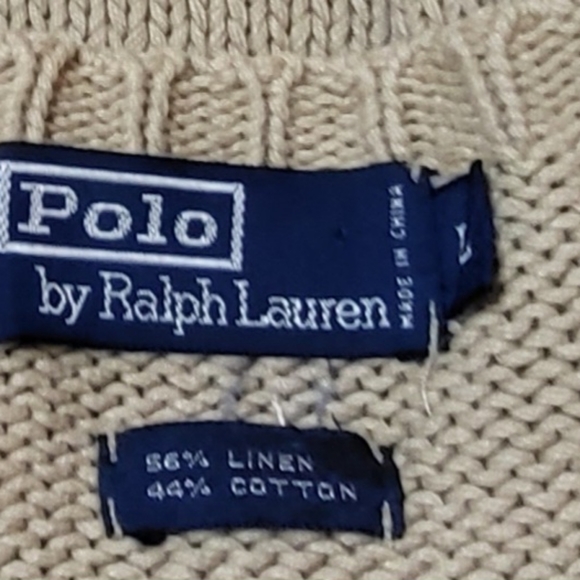 Polo
by Ralph Lauren
MADE IN CHINA
L
56% LINEN
44% COTTON